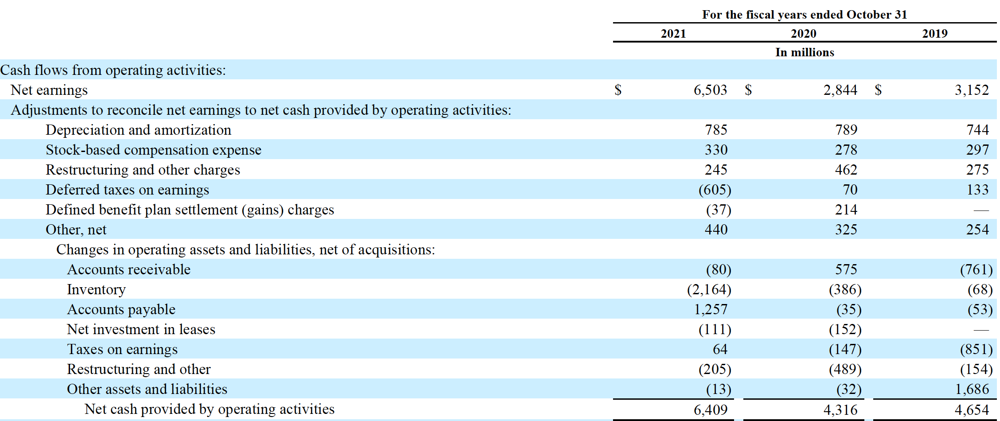 For the fiscal years ended October 31
2021 2020 2019
In millions
Cash flows from operating activities:
Net earnings $ 6,503 $ 2,844 $ 3,152
Adjustments to reconcile net earnings to net cash provided by operating activities:
Depreciation and amortization 785 789 744
Stock-based compensation expense 330 278 297
Restructuring and other charges 245 462 275
Deferred taxes on earnings (605) 70 133
Defined benefit plan settlement (gains) charges (37) 214 —
Other, net 440 325 254
Changes in operating assets and liabilities, net of acquisitions:
Accounts receivable (80) 575 (761)
Inventory (2,164) (386) (68)
Accounts payable 1,257 (35) (53)
Net investment in leases (111) (152) —
Taxes on earnings 64 (147) (851)
Restructuring and other (205) (489) (154)
Other assets and liabilities (13) (32) 1,686
Net cash provided by operating activities 6,409 4,316 4,654